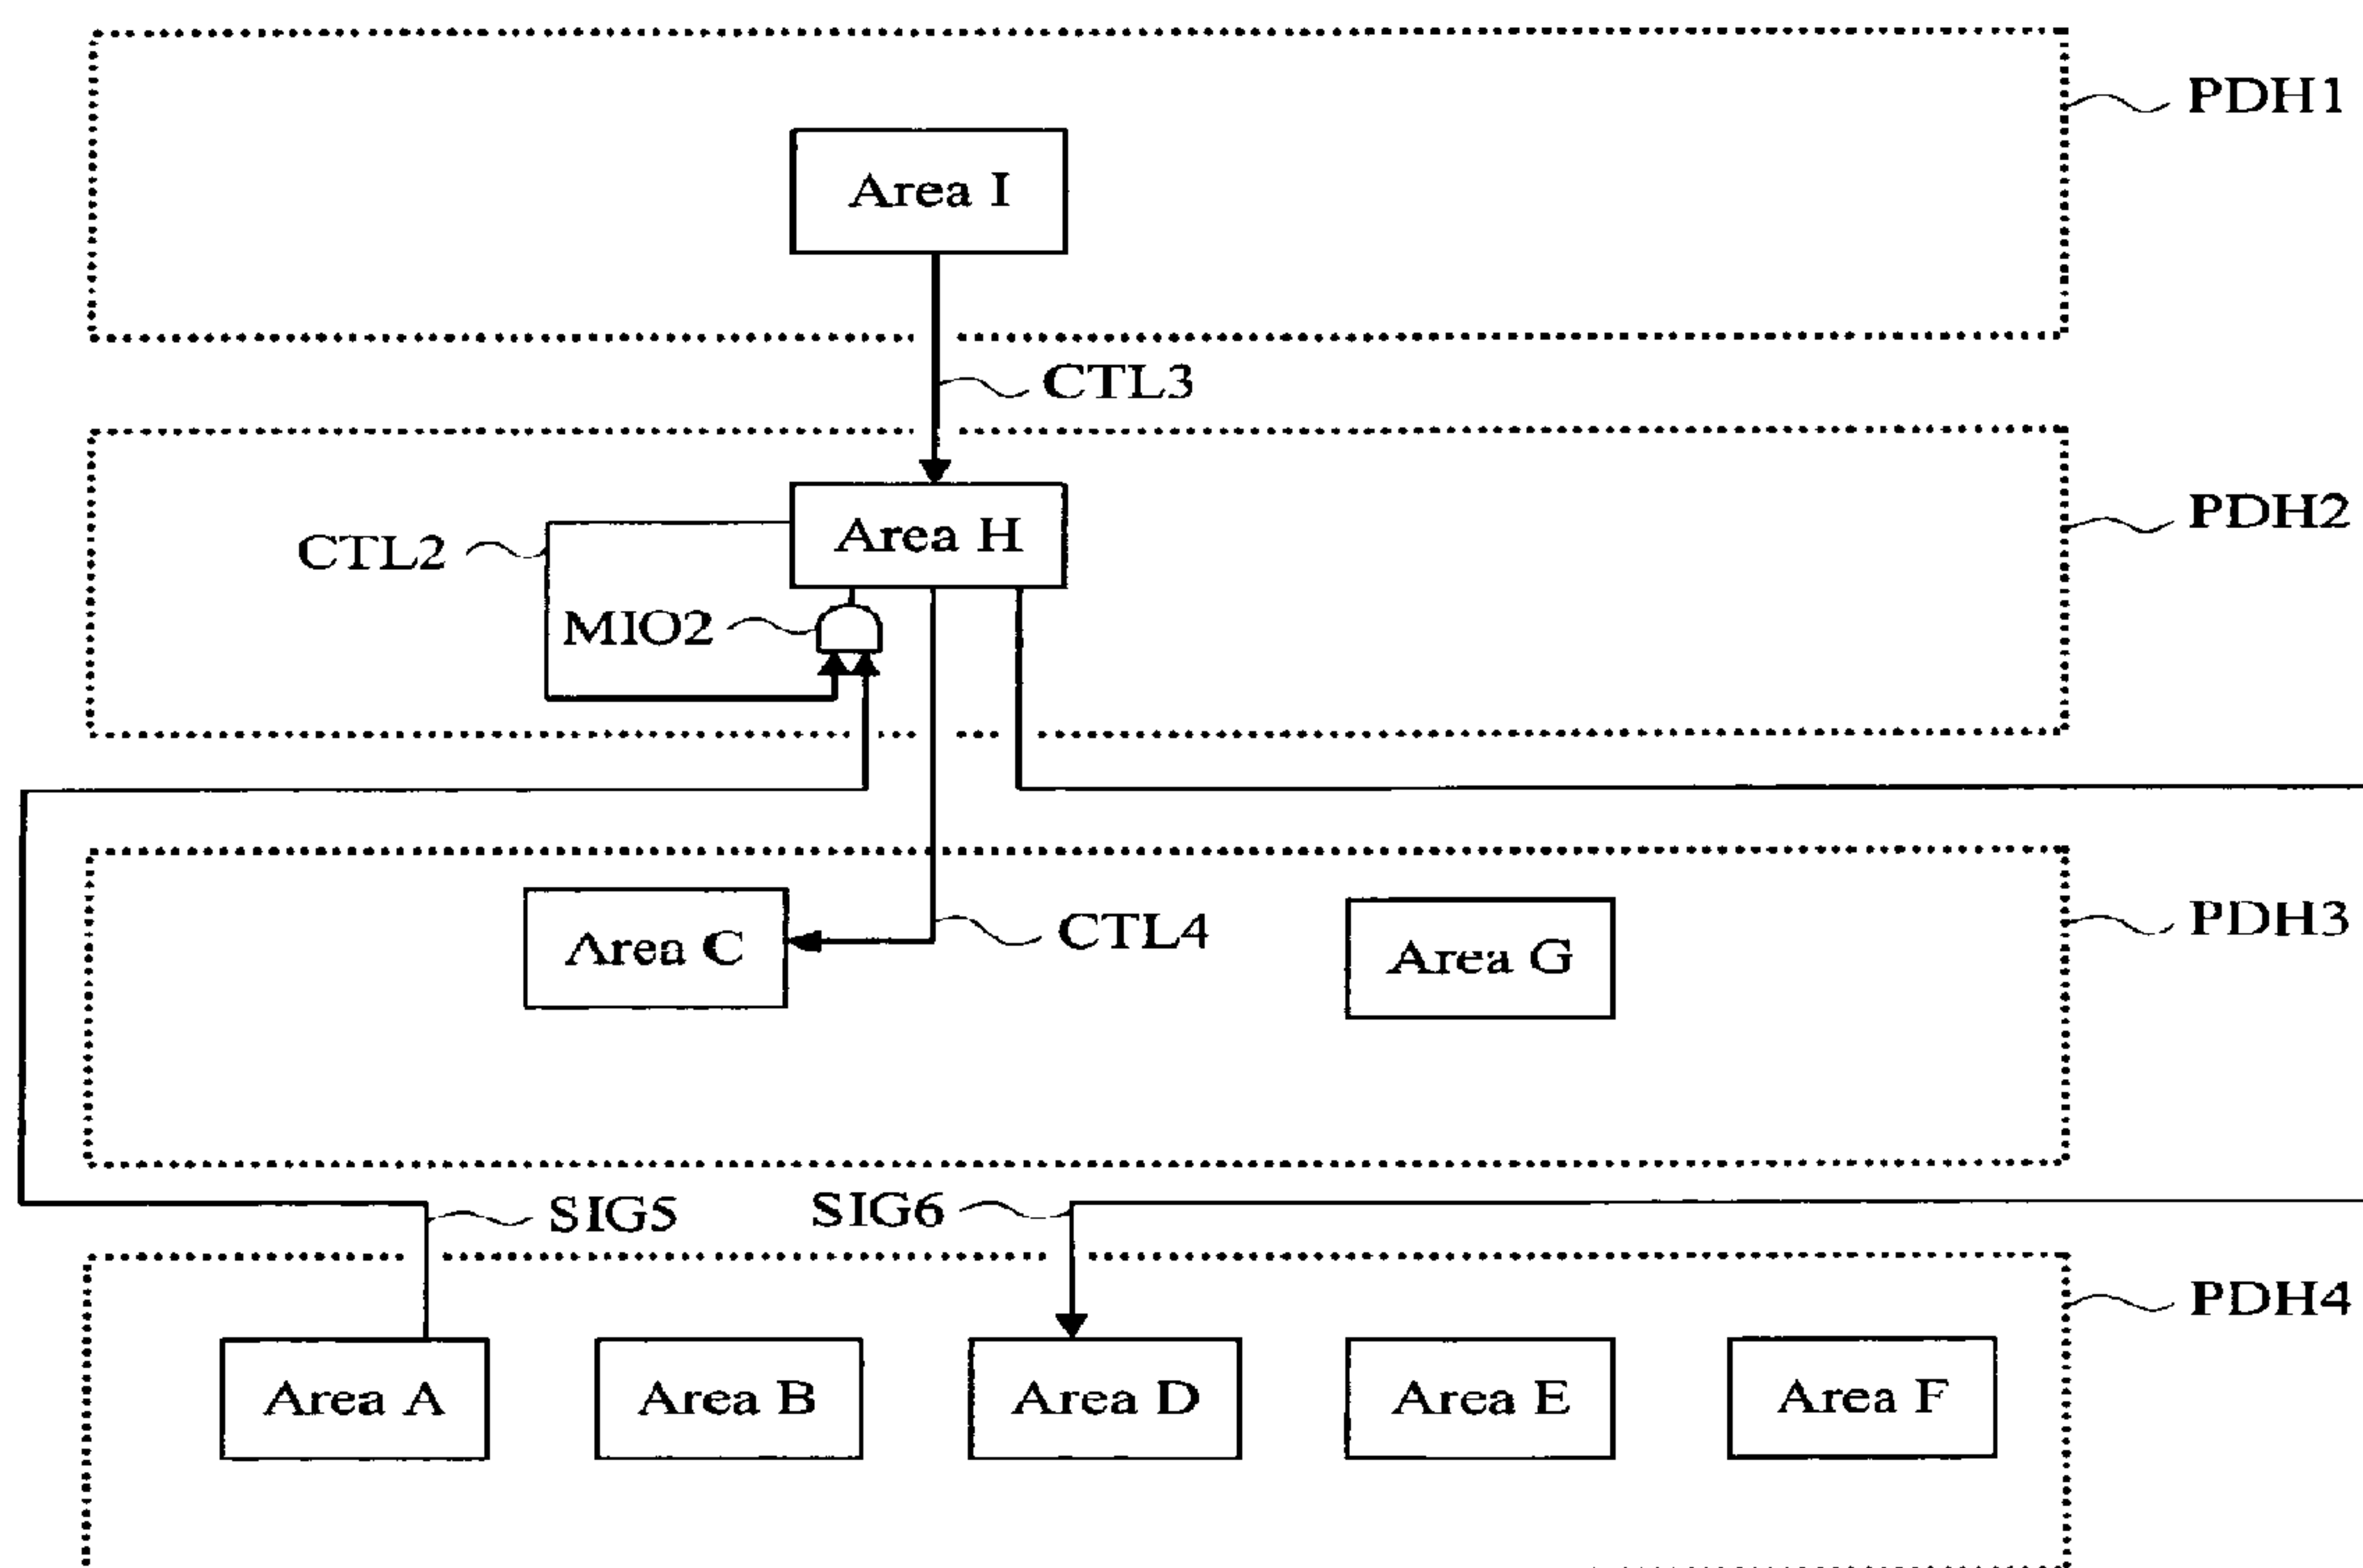 PDH1
Area I
CTL3
PDH2
Area H
CTL2
MIO2
PDH3
Area C
CTL4
Area G
SIG5
SIG6
PDH4
Area A
Area B
Area D
Area E
Area F